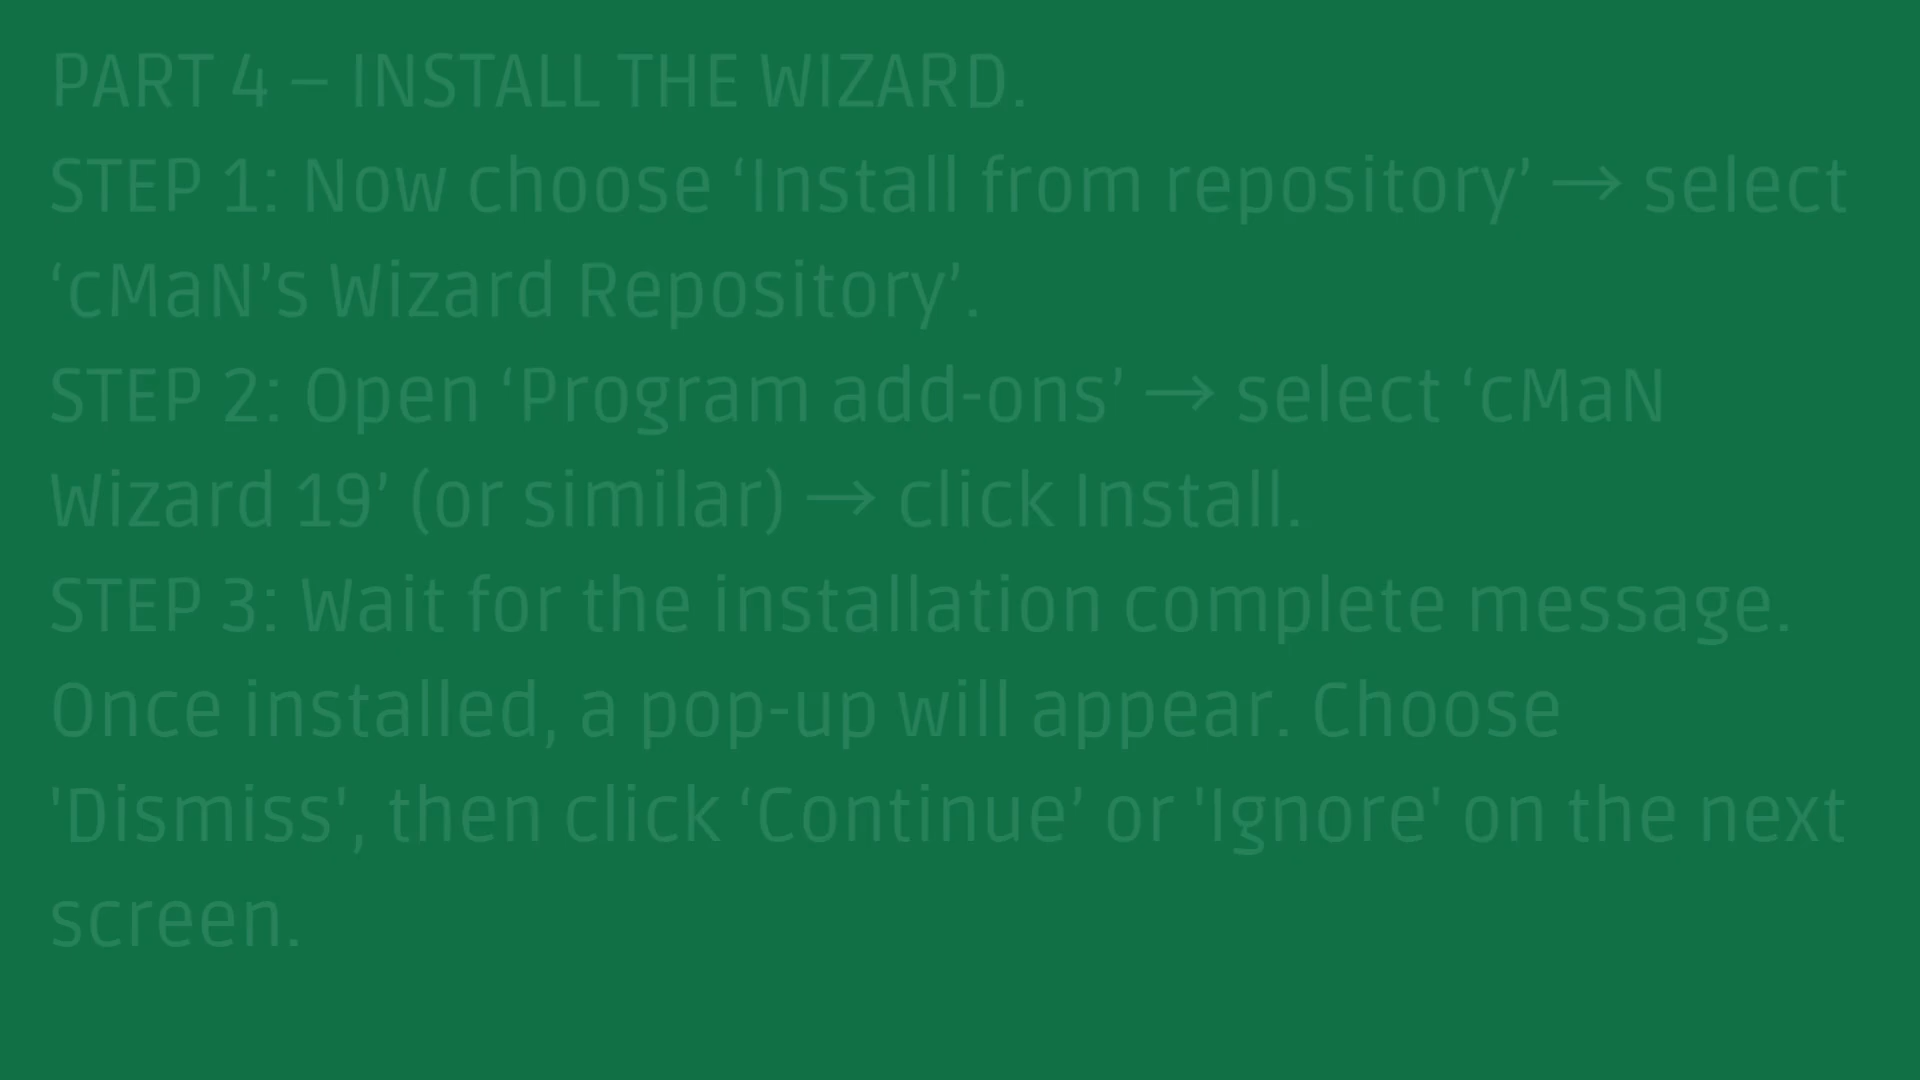 PART 4 – INSTALL THE WIZARD.
STEP 1: Now choose ‘Install from repository’ → select
‘cMaN’s Wizard Repository’.
STEP 2: Open ‘Program add-ons’ → select ‘cMaN
Wizard 19’ (or similar) → click Install.
STEP 3: Wait for the installation complete message.
Once installed, a pop-up will appear. Choose
'Dismiss', then click ‘Continue’ or 'Ignore' on the next
screen.